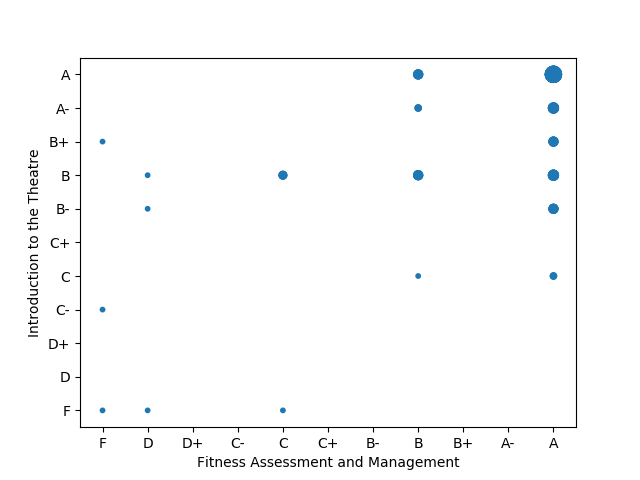 A
A-
B+
B
B-
C+
C
C-
D+
D
F
Introduction to the Theatre
F D D+ C- C C+ B- B B+ A- A
Fitness Assessment and Management